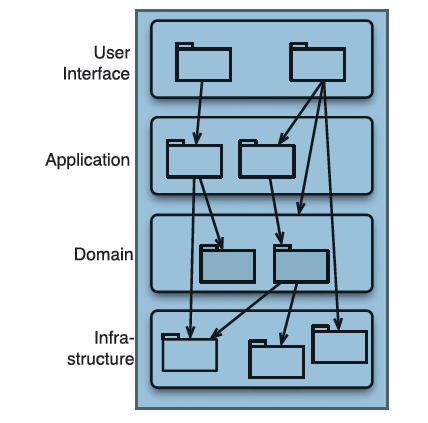 User
Interface
Application
Domain
Infra-
structure